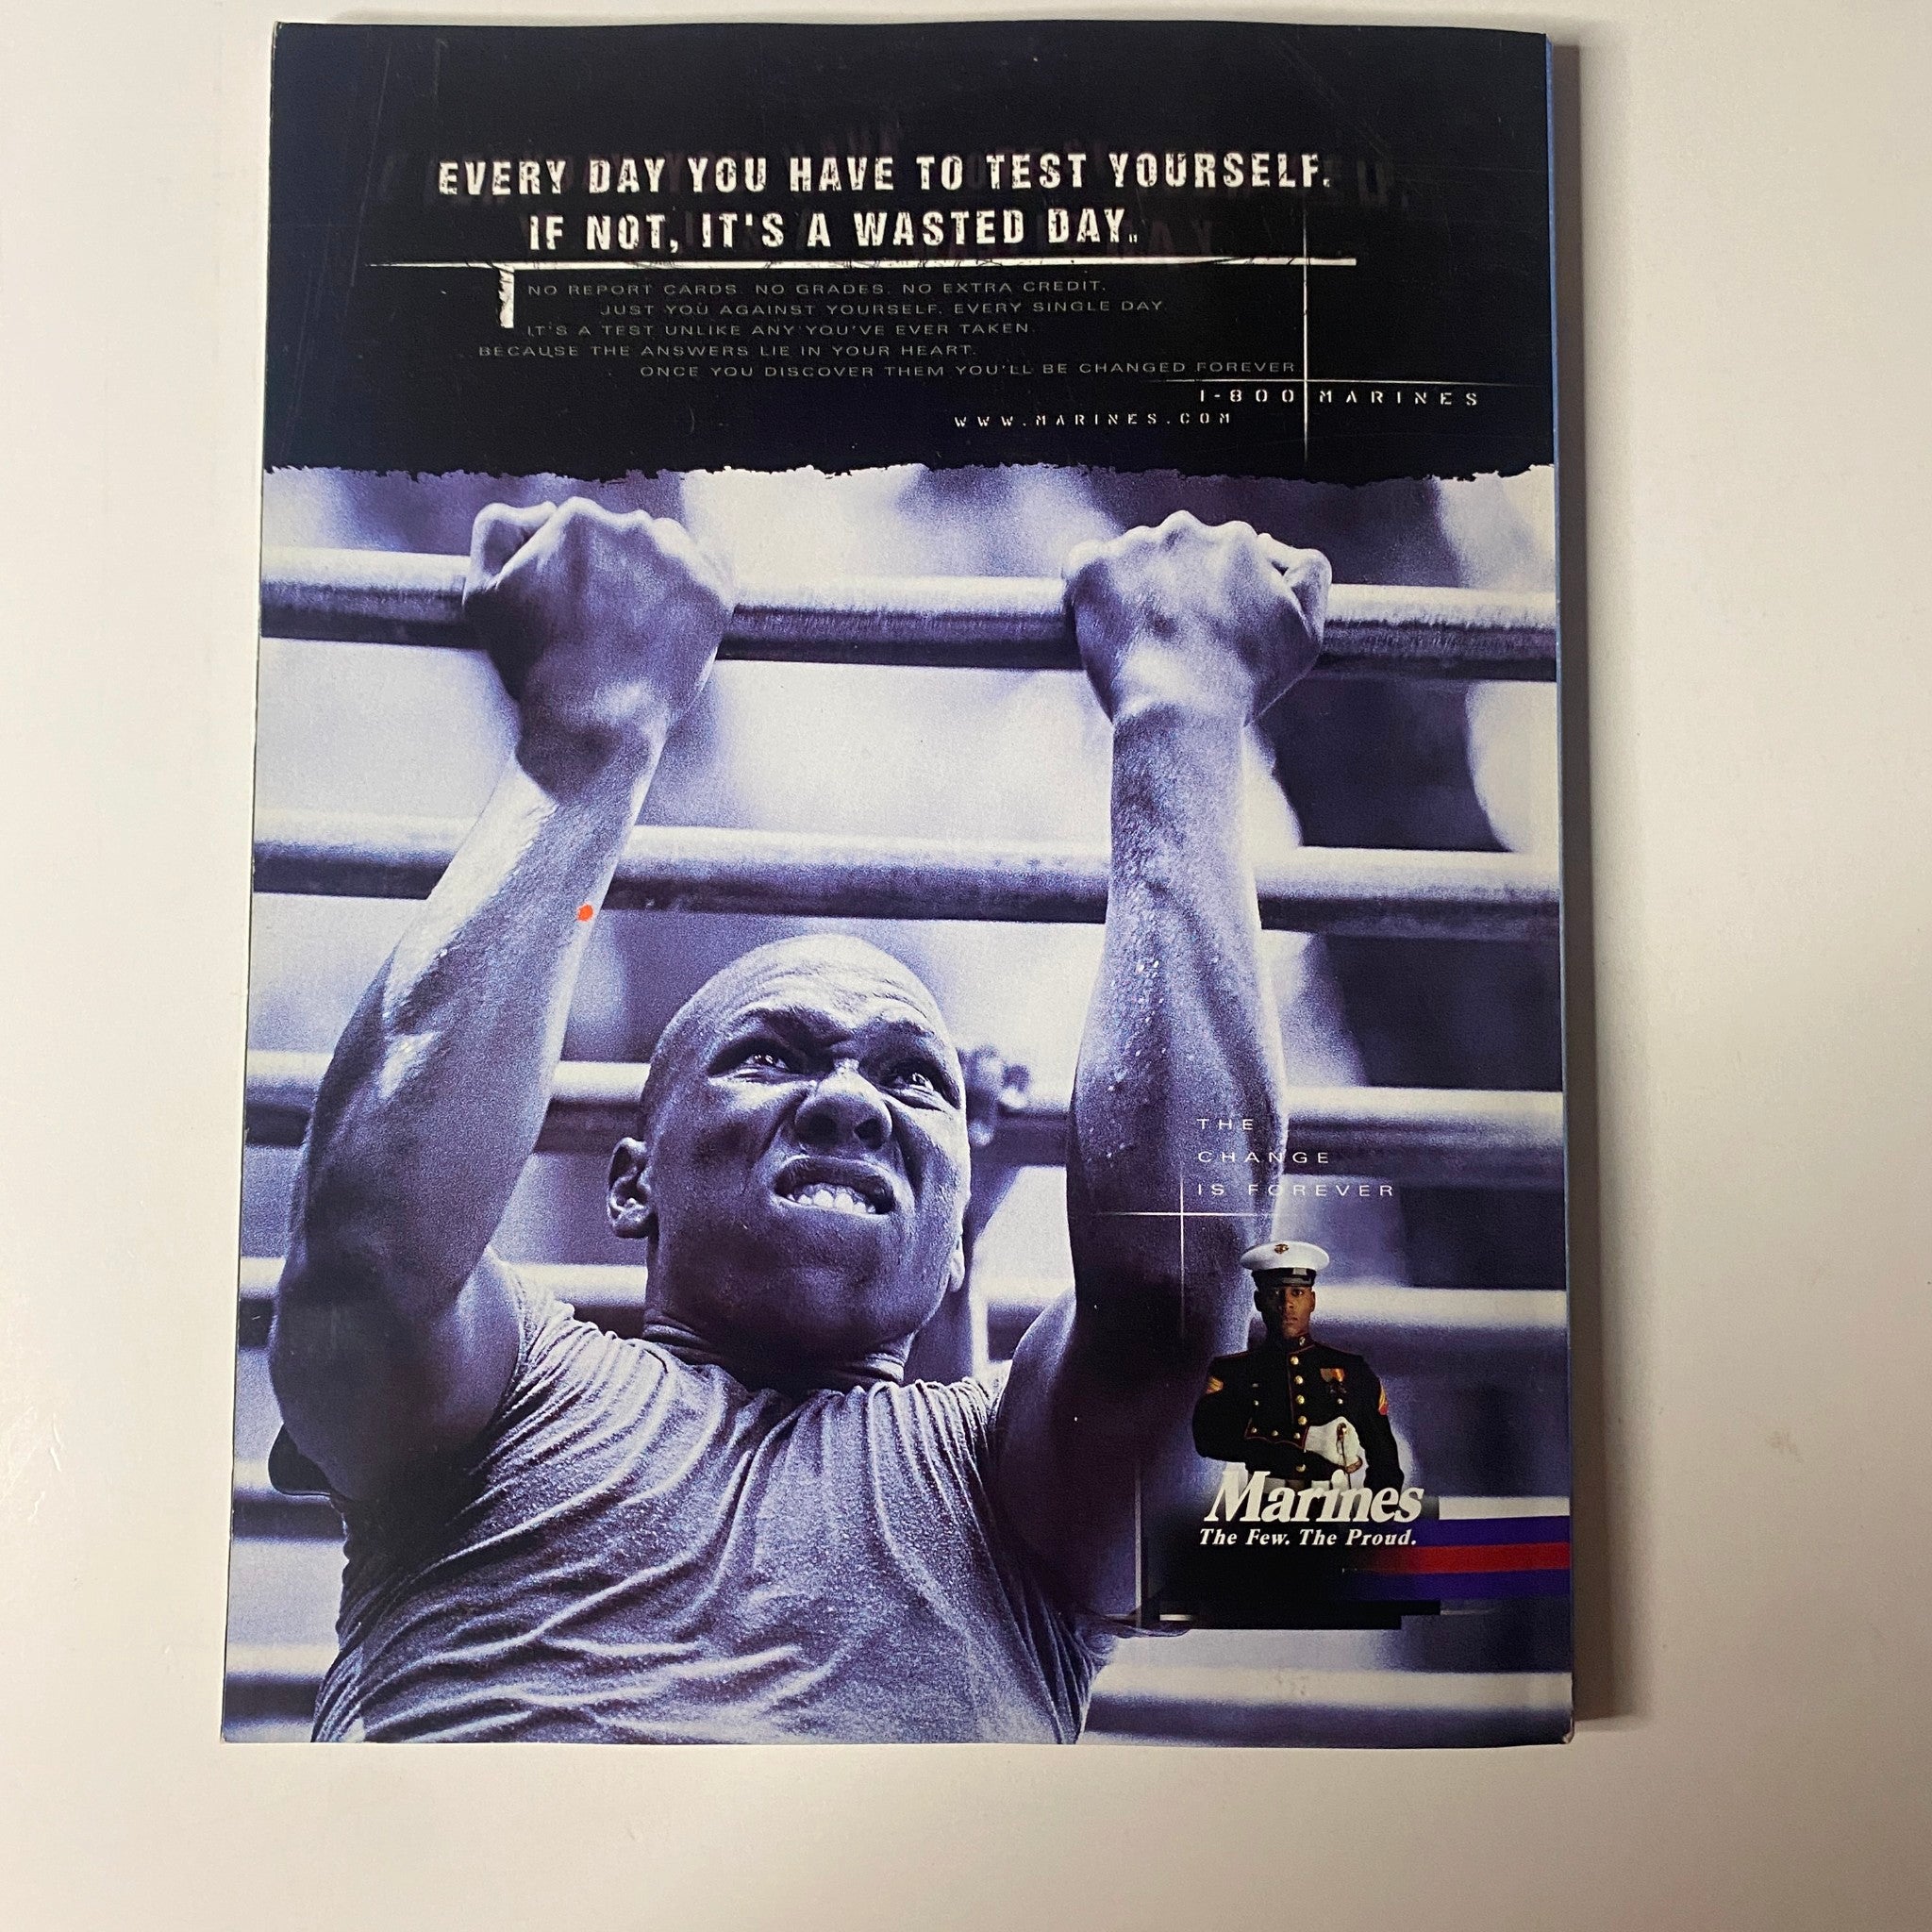 EVERY DAY YOU HAVE TO TEST YOURSELF.
IF NOT, IT'S A WASTED DAY.
NO REPORT CARDS. NO GRADES. NO EXTRA CREDIT.
JUST YOU AGAINST YOURSELF. EVERY SINGLE DAY.
IT'S A TEST UNLIKE ANY YOU'VE EVER TAKEN.
BECAUSE THE ANSWERS LIE IN YOUR HEART.
ONCE YOU DISCOVER THEM YOU'LL BE CHANGED FOREVER.
1-800 MARINES
WWW.MARINES.COM
THE
CHANGE
IS FOREVER
Marines
The Few. The Proud.